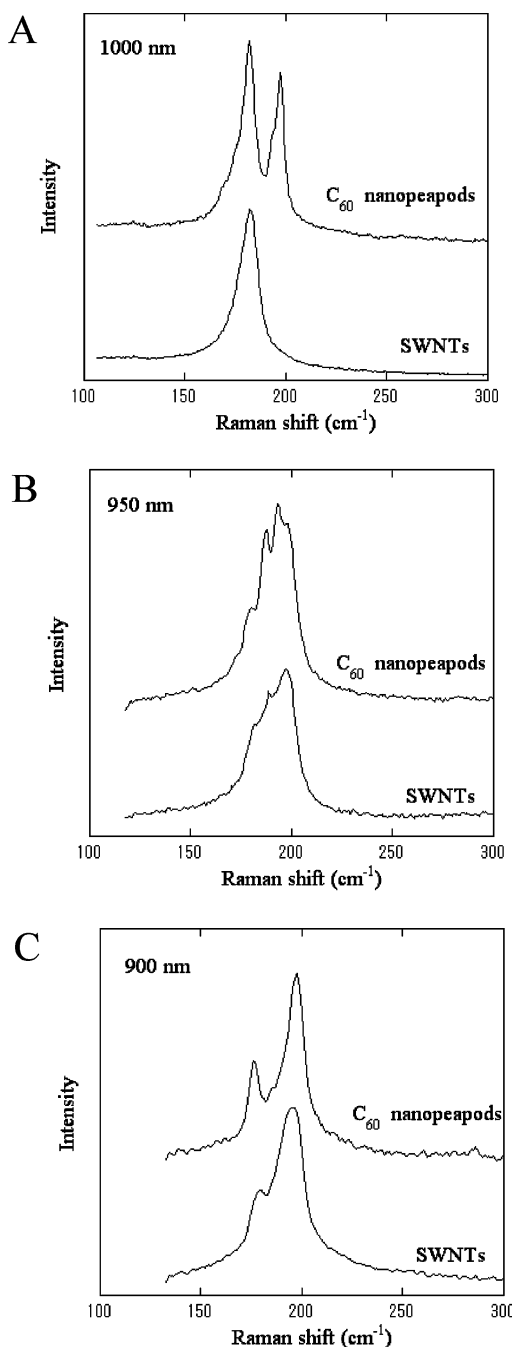 A
1000 nm
C60 nanopeapods
SWNTs
Intensity
100 150 200 250 300
Raman shift (cm-1)
B
950 nm
C60 nanopeapods
SWNTs
Intensity
100 150 200 250 300
Raman shift (cm-1)
C
900 nm
C60 nanopeapods
SWNTs
Intensity
100 150 200 250 300
Raman shift (cm-1)